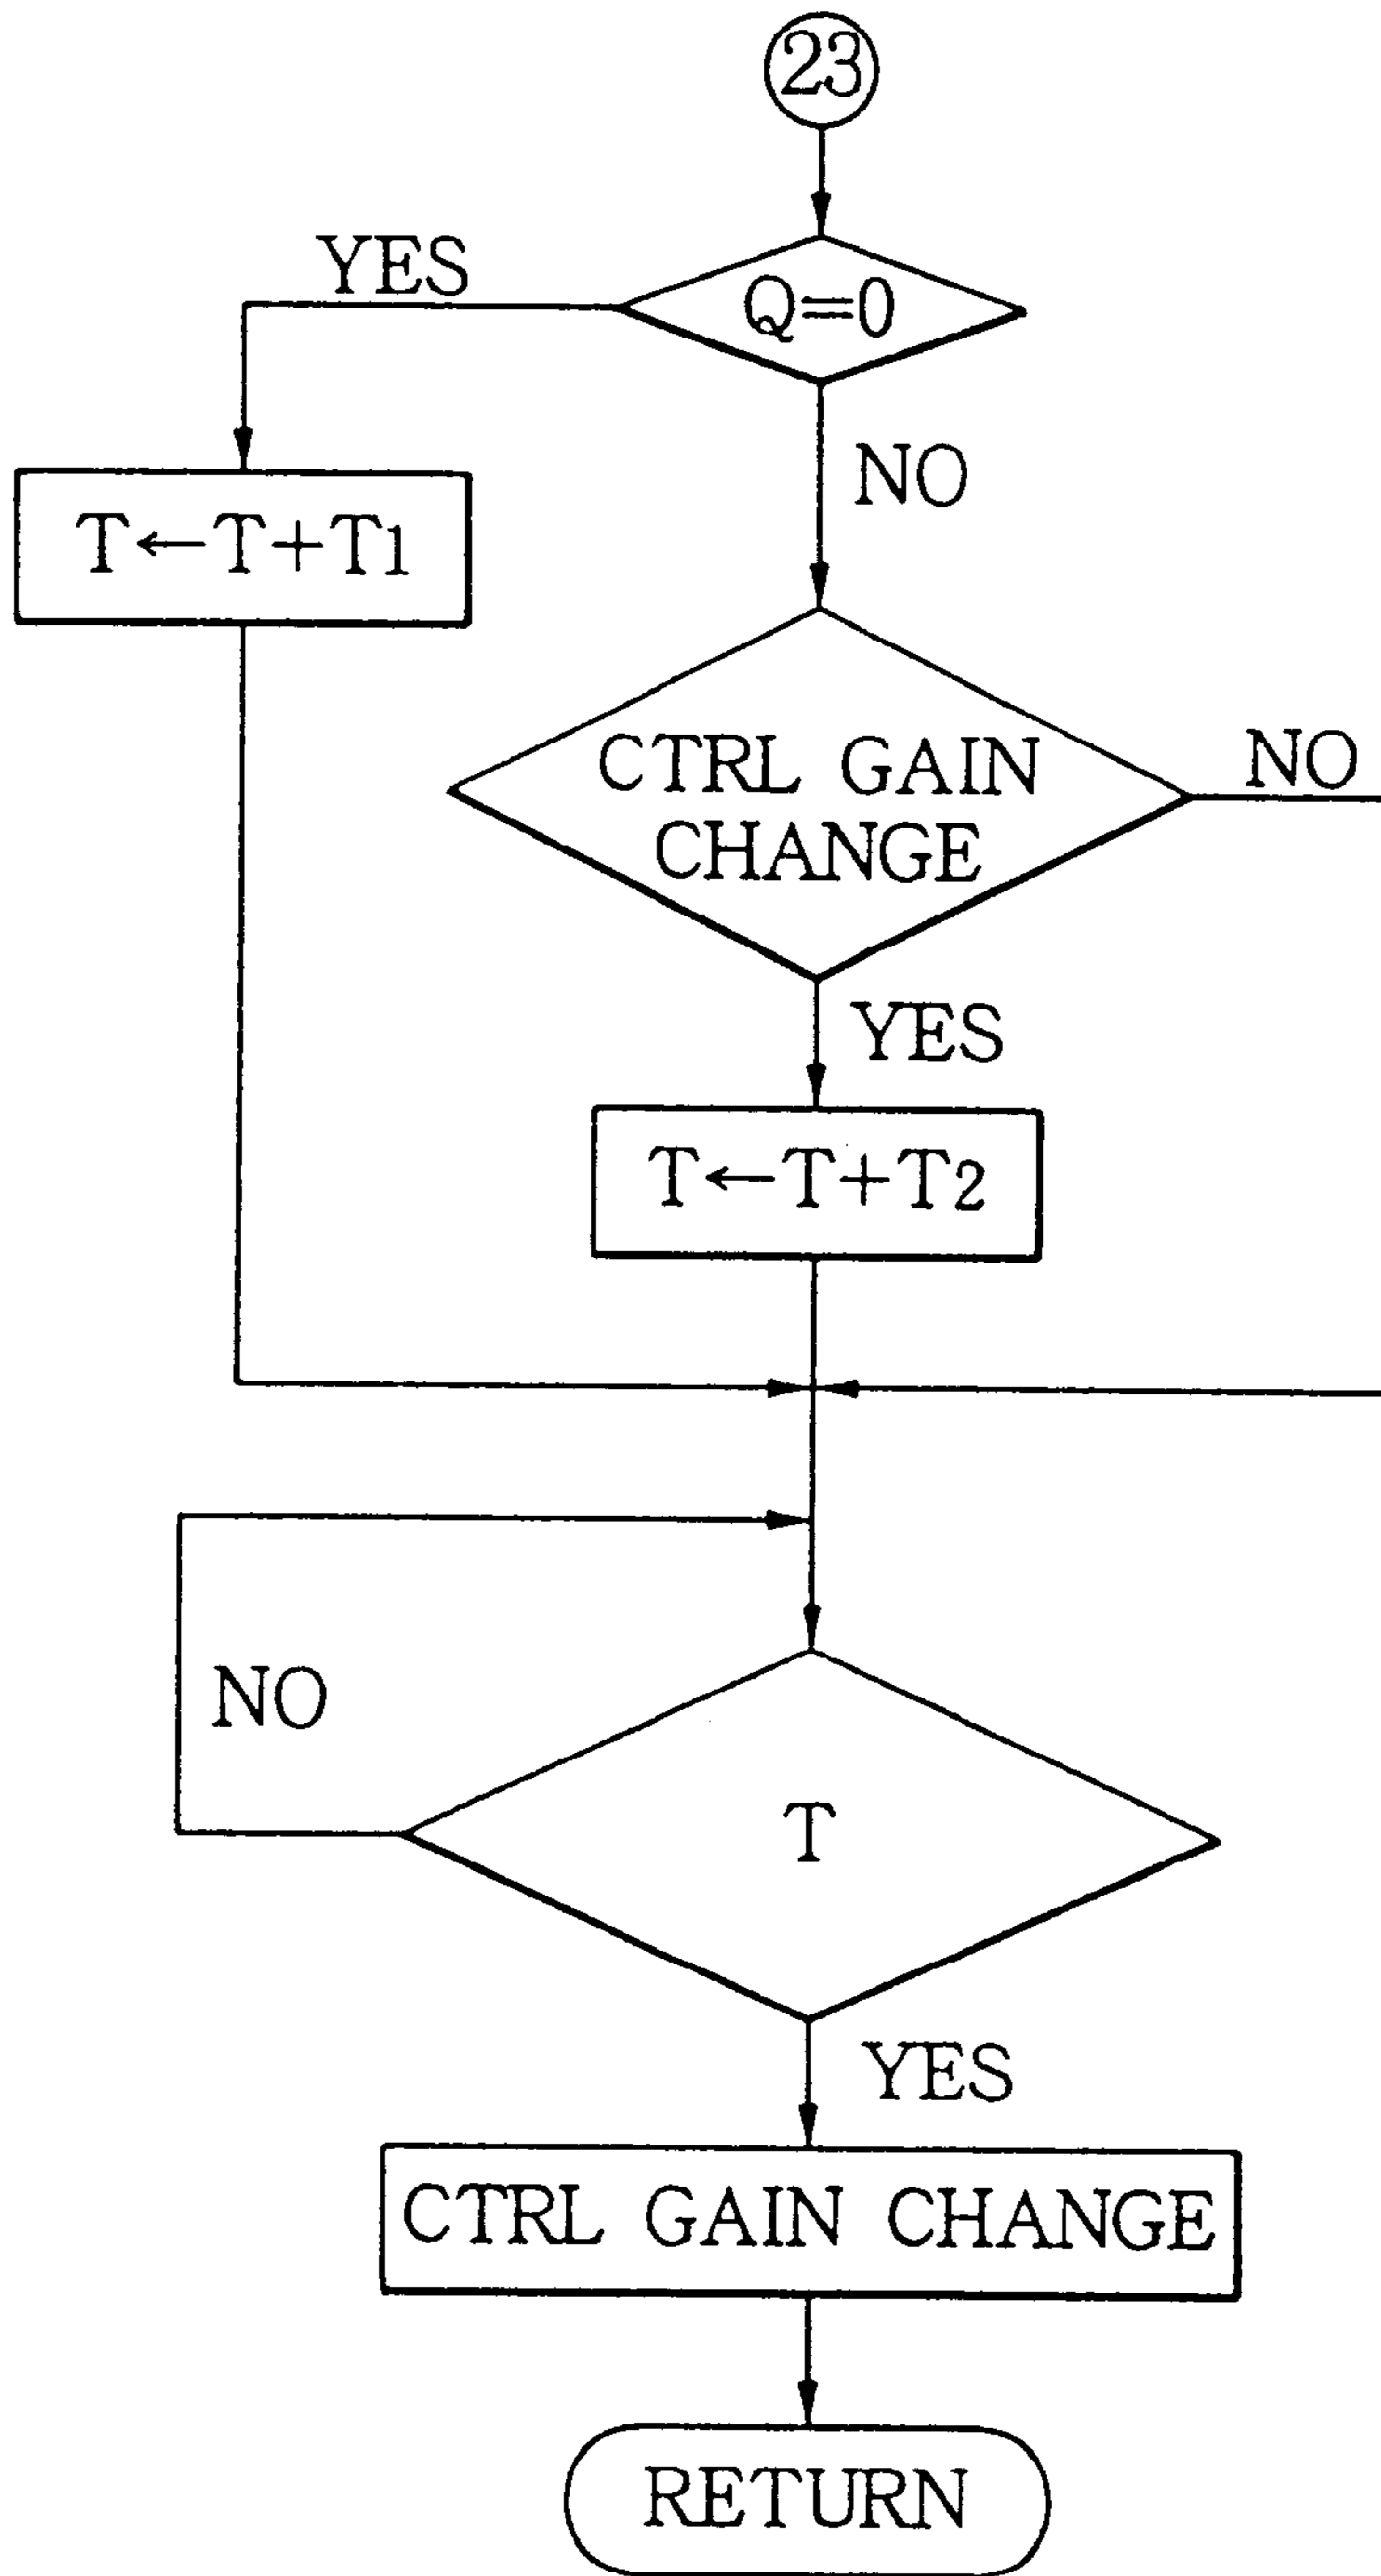 23
YES
Q=0
NO
T←T+T1
CTRL GAIN
CHANGE
NO
YES
T←T+T2
NO
T
YES
CTRL GAIN CHANGE
RETURN